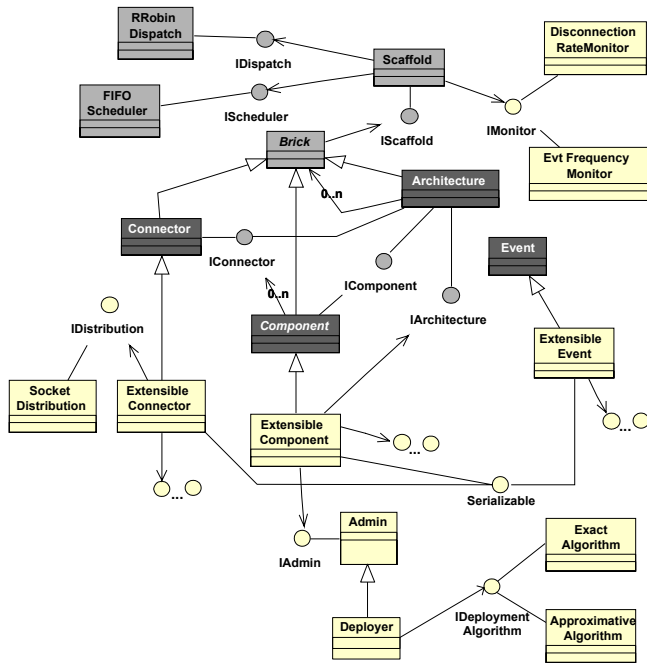 RRobin
Dispatch
IDispatch
Scaffold
Disconnection
RateMonitor
FIFO
Scheduler
IScheduler
IScaffold
IMonitor
Evt Frequency
Monitor
Brick
0..n
Architecture
Connector
IConnector
IComponent
IArchitecture
Event
0..n
Component
IDistribution
Socket
Distribution
Extensible
Connector
Extensible
Component
Extensible
Event
...
...
...
Serializable
Admin
IAdmin
Deployer
IDeployment
Algorithm
Exact
Algorithm
Approximative
Algorithm